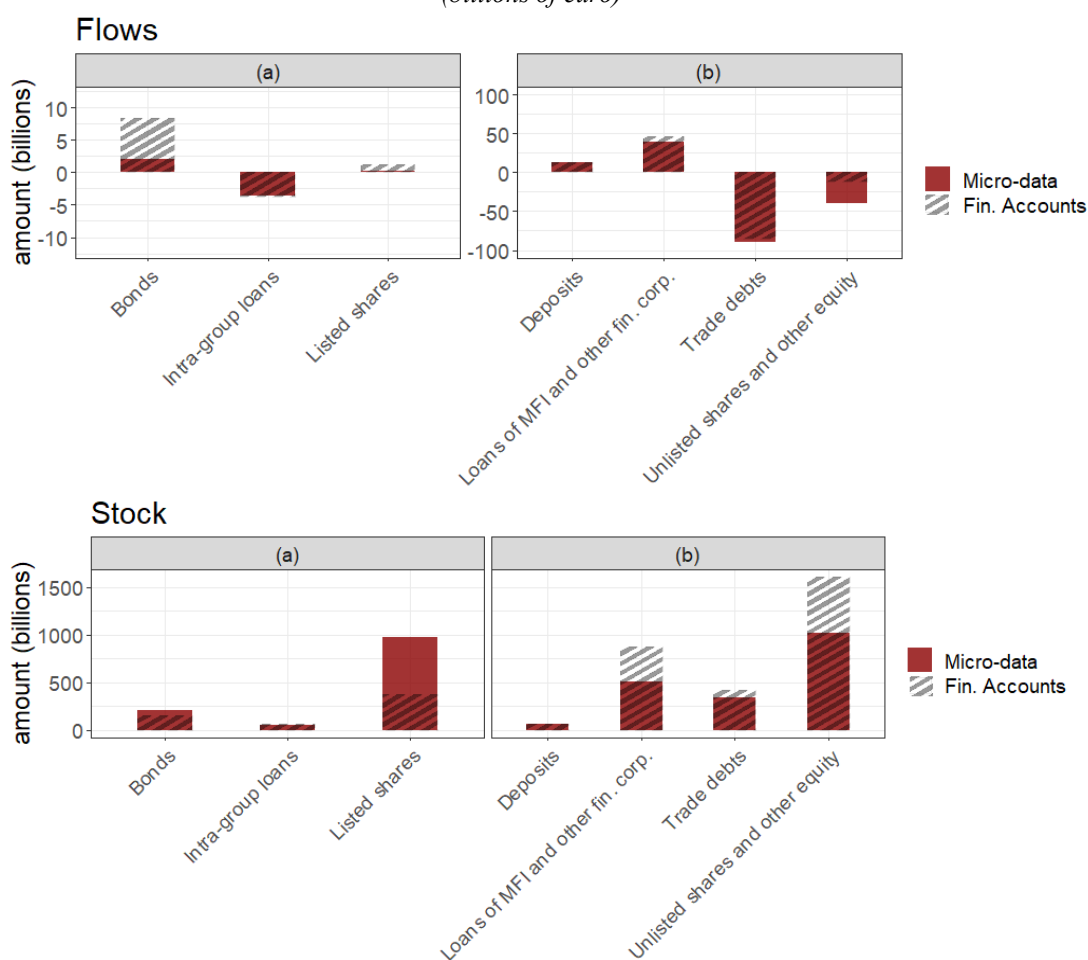 (billions of euro)
Flows
(a)
(b)
amount (billions)
10
5
0
-5
-10
100
50
0
-50
-100
Bonds
Intra-group loans
Listed shares
Deposits
Loans of MFI and other fin. corp.
Trade debts
Unlisted shares and other equity
Micro-data
Fin. Accounts
Stock
(a)
(b)
amount (billions)
1500
1000
500
0
Bonds
Intra-group loans
Listed shares
Deposits
Loans of MFI and other fin. corp.
Trade debts
Unlisted shares and other equity
Micro-data
Fin. Accounts